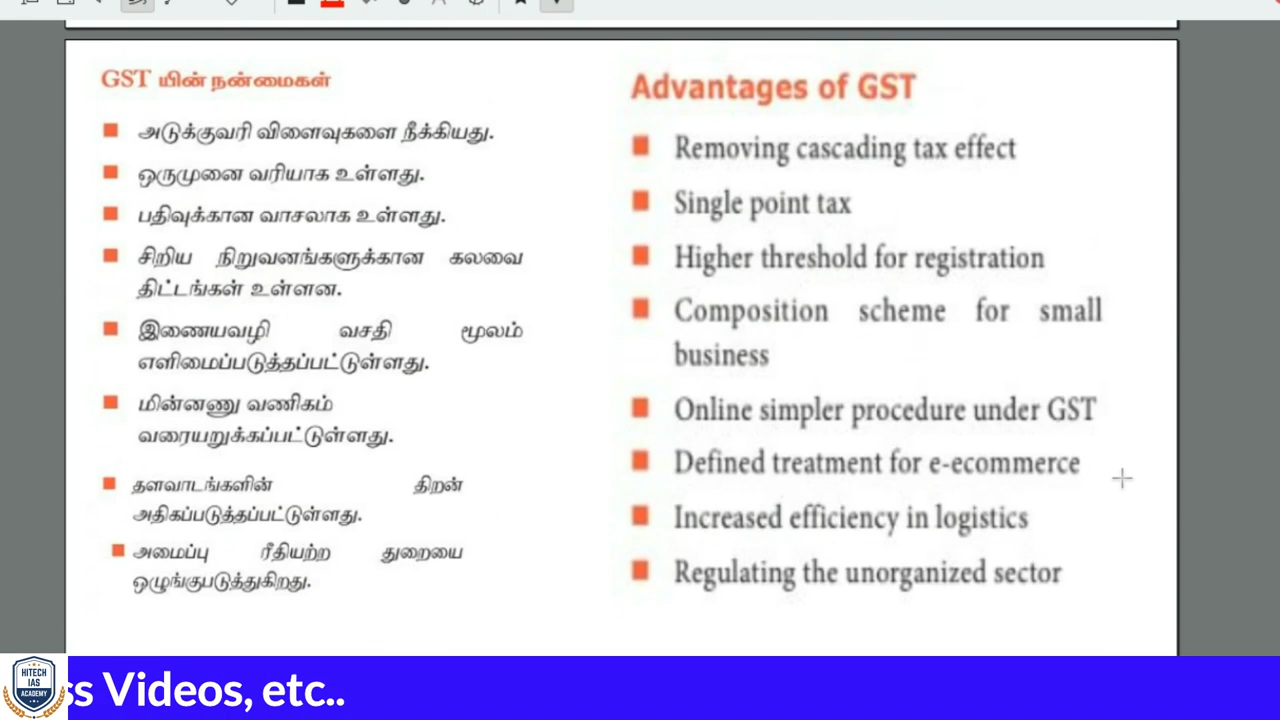 GST யின் நன்மைகள்
அடுக்குவரி விளைவுகளை நீக்கியது.
ஒருமுனை வரியாக உள்ளது.
பதிவுக்கான வாசலாக உள்ளது.
சிறிய நிறுவனங்களுக்கான கலவை
திட்டங்கள் உள்ளன.
இணையவழி வசதி மூலம்
எளிமைப்படுத்தப்பட்டுள்ளது.
மின்னணு வணிகம்
வரையறுக்கப்பட்டுள்ளது.
தளவாடங்களின் திறன்
அதிகப்படுத்தப்பட்டுள்ளது.
அமைப்பு ரீதியற்ற துறையை
ஒழுங்குபடுத்துகிறது.
Advantages of GST
Removing cascading tax effect
Single point tax
Higher threshold for registration
Composition scheme for small
business
Online simpler procedure under GST
Defined treatment for e-ecommerce
Increased efficiency in logistics
Regulating the unorganized sector
HITECH
IAS
ACADEMY
ss Videos, etc..